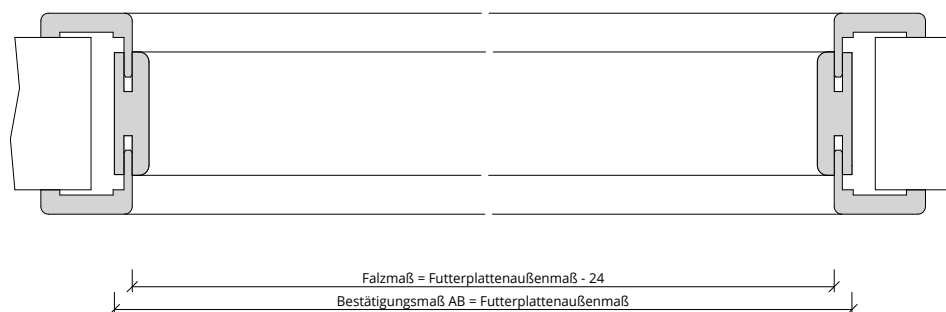 Falzmaß = Futterplattenaußenmaß - 24
Bestätigungsmaß AB = Futterplattenaußenmaß